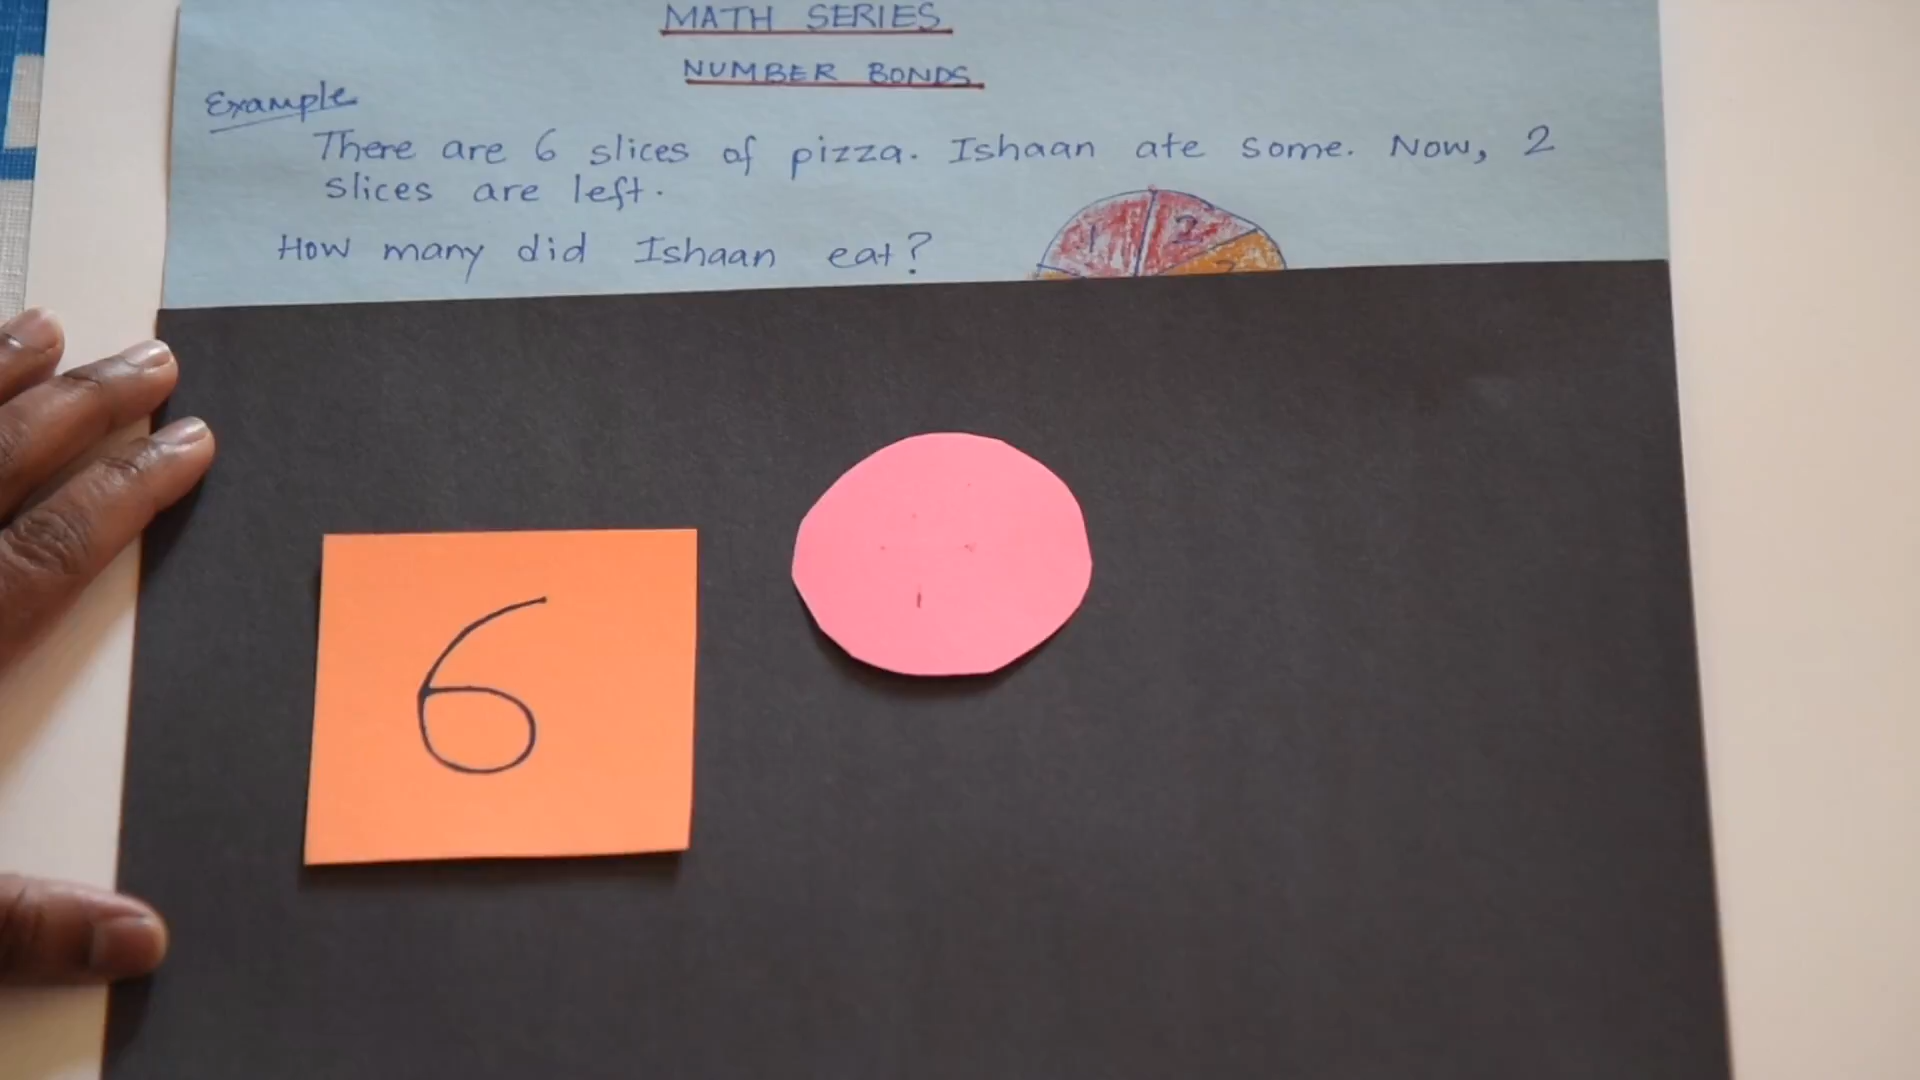 MATH SERIES
NUMBER BONDS
Example
There are 6 slices of pizza. Ishaan ate some. Now, 2
slices are left.
How many did Ishaan eat?
1 2
6